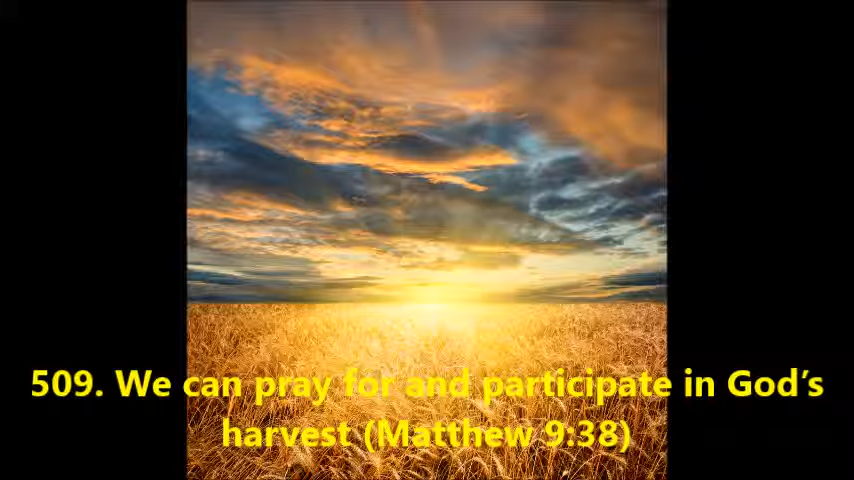 509. We can pray for and participate in God’s
harvest (Matthew 9:38)